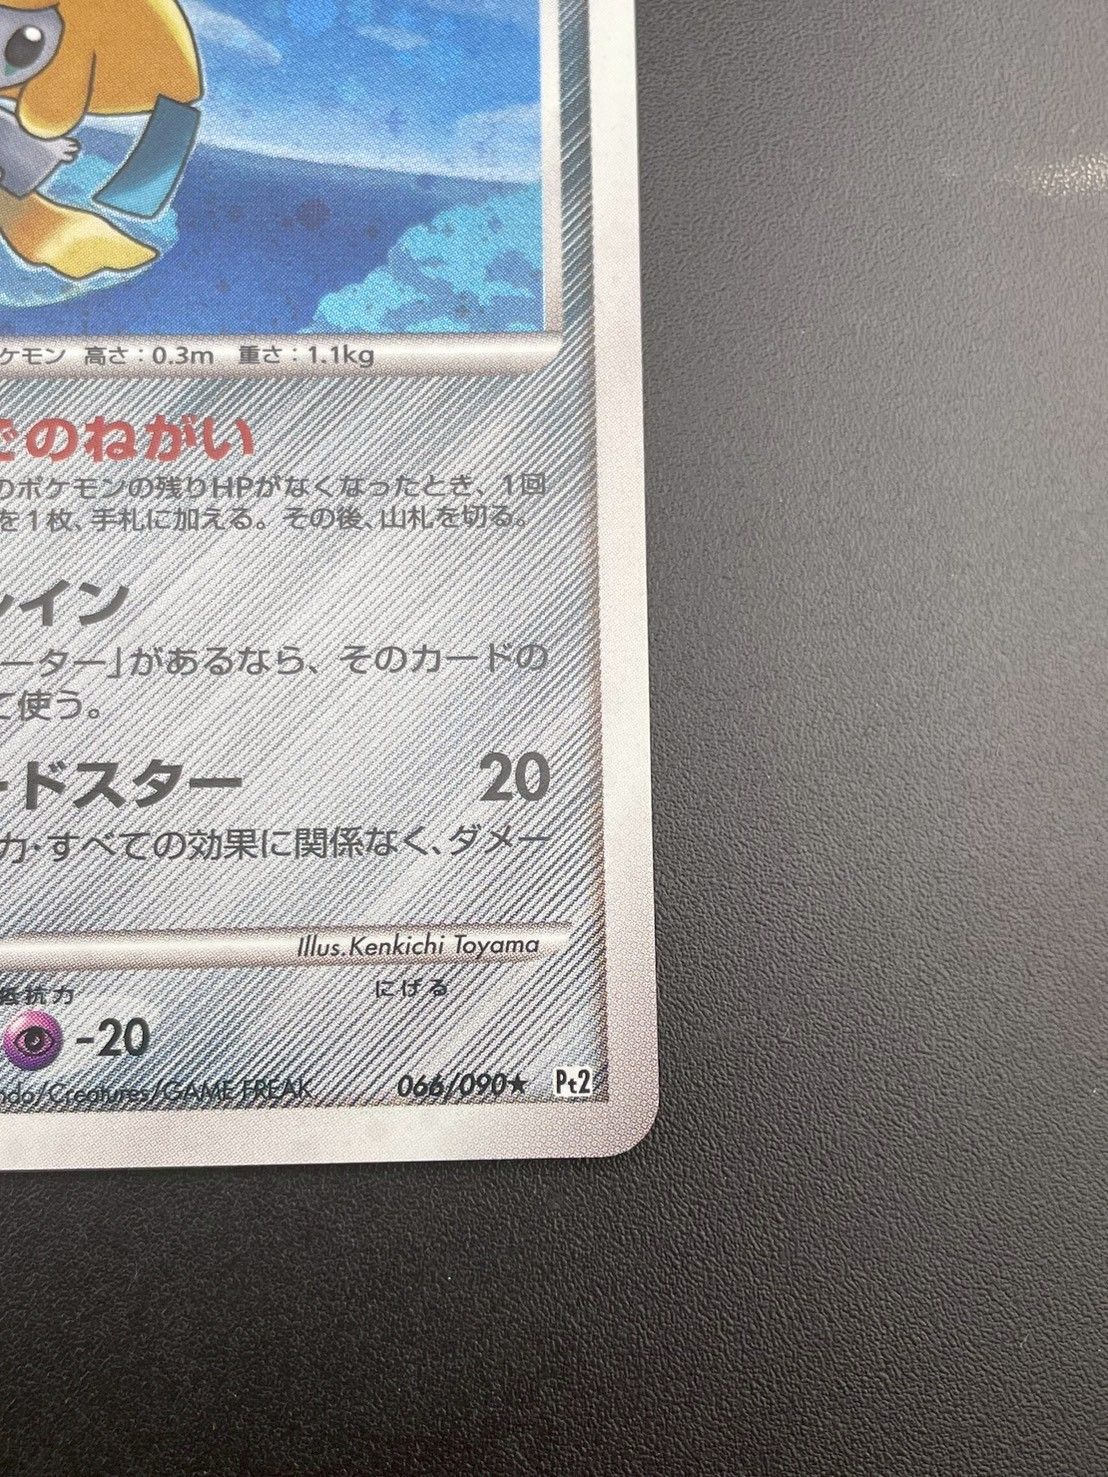 ケモン 高さ：0.3m 重さ：1.1kg
のねがい
のポケモンの残りHPがなくなったとき、1回
を1枚、手札に加える。その後、山札を切る。
イン
ーター」があるなら、そのカードの
て使う。
ードスター 20
力・すべての効果に関係なく、ダメー
Illus.Kenkichi Toyama
抵抗力 にげる
-20
ndo/Creatures/GAME FREAK 066/090★ Pt2